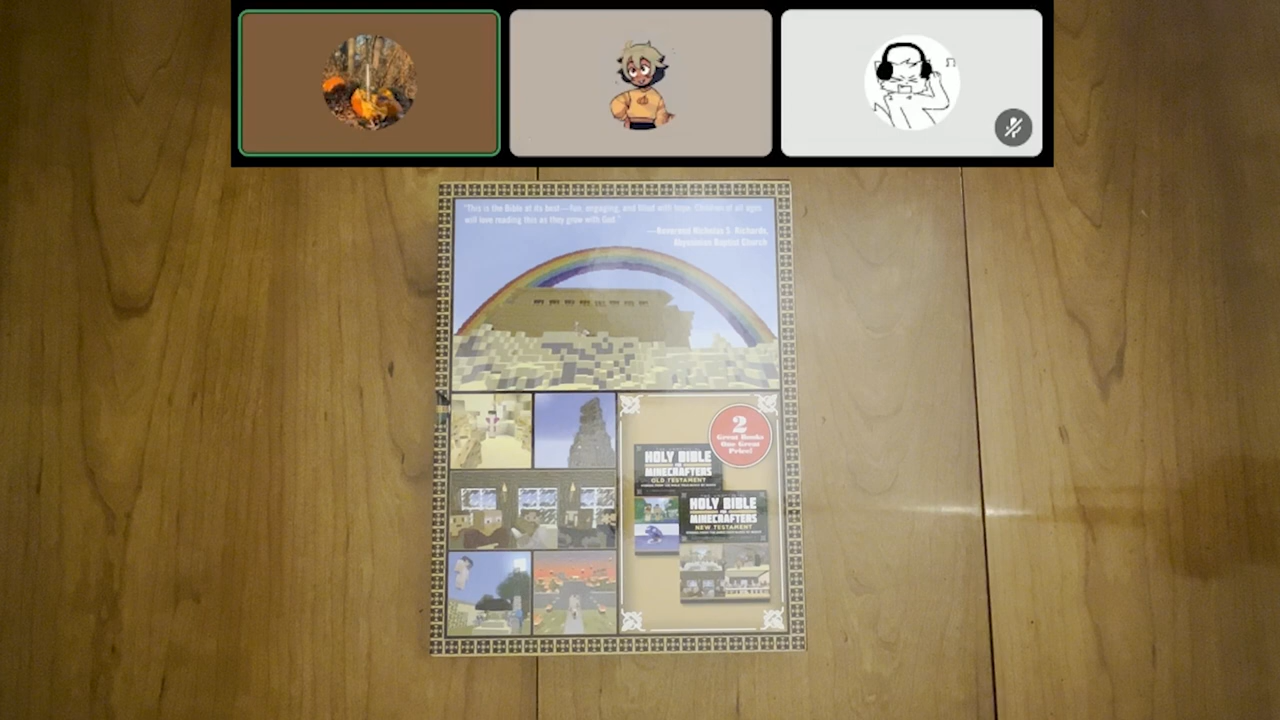 "This is the Bible at its best—fun, engaging, and filled with hope. Children of all ages
will love reading this as they grow with God."
—Reverend Nicholas S. Richards,
Abyssinian Baptist Church
2
Great Books
One Great
Price!
HOLY BIBLE
FOR
MINECRAFTERS
OLD TESTAMENT
HOLY BIBLE
FOR
MINECRAFTERS
NEW TESTAMENT